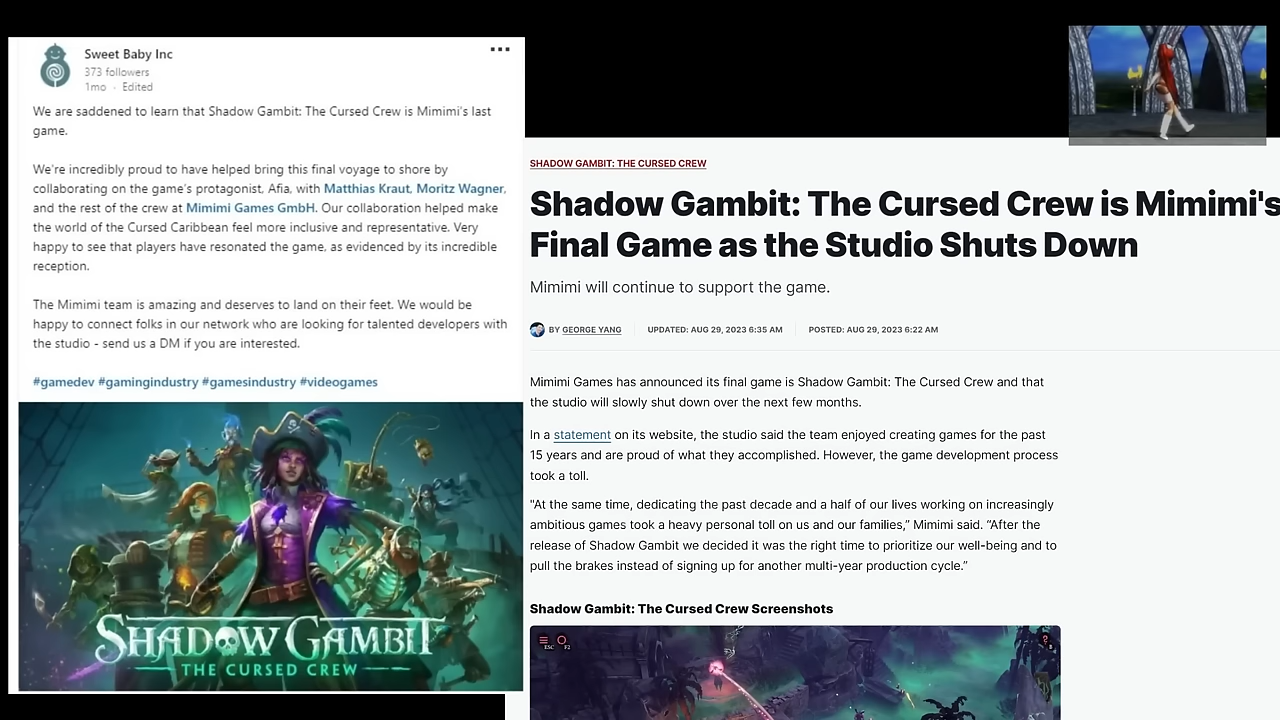 Sweet Baby Inc
373 followers
1mo · Edited
We are saddened to learn that Shadow Gambit: The Cursed Crew is Mimimi's last
game.
We're incredibly proud to have helped bring this final voyage to shore by
collaborating on the game's protagonist, Afia, with Matthias Kraut, Moritz Wagner,
and the rest of the crew at Mimimi Games GmbH. Our collaboration helped make
the world of the Cursed Caribbean feel more inclusive and representative. Very
happy to see that players have resonated the game, as evidenced by its incredible
reception.
The Mimimi team is amazing and deserves to land on their feet. We would be
happy to connect folks in our network who are looking for talented developers with
the studio - send us a DM if you are interested.
#gamedev #gamingindustry #gamesindustry #videogames
SHADOW GAMBIT
THE CURSED CREW
SHADOW GAMBIT: THE CURSED CREW
Shadow Gambit: The Cursed Crew is Mimimi's
Final Game as the Studio Shuts Down
Mimimi will continue to support the game.
BY GEORGE YANG UPDATED: AUG 29, 2023 6:35 AM POSTED: AUG 29, 2023 6:22 AM
Mimimi Games has announced its final game is Shadow Gambit: The Cursed Crew and that
the studio will slowly shut down over the next few months.
In a statement on its website, the studio said the team enjoyed creating games for the past
15 years and are proud of what they accomplished. However, the game development process
took a toll.
"At the same time, dedicating the past decade and a half of our lives working on increasingly
ambitious games took a heavy personal toll on us and our families,” Mimimi said. “After the
release of Shadow Gambit we decided it was the right time to prioritize our well-being and to
pull the brakes instead of signing up for another multi-year production cycle.”
Shadow Gambit: The Cursed Crew Screenshots
ESC F2